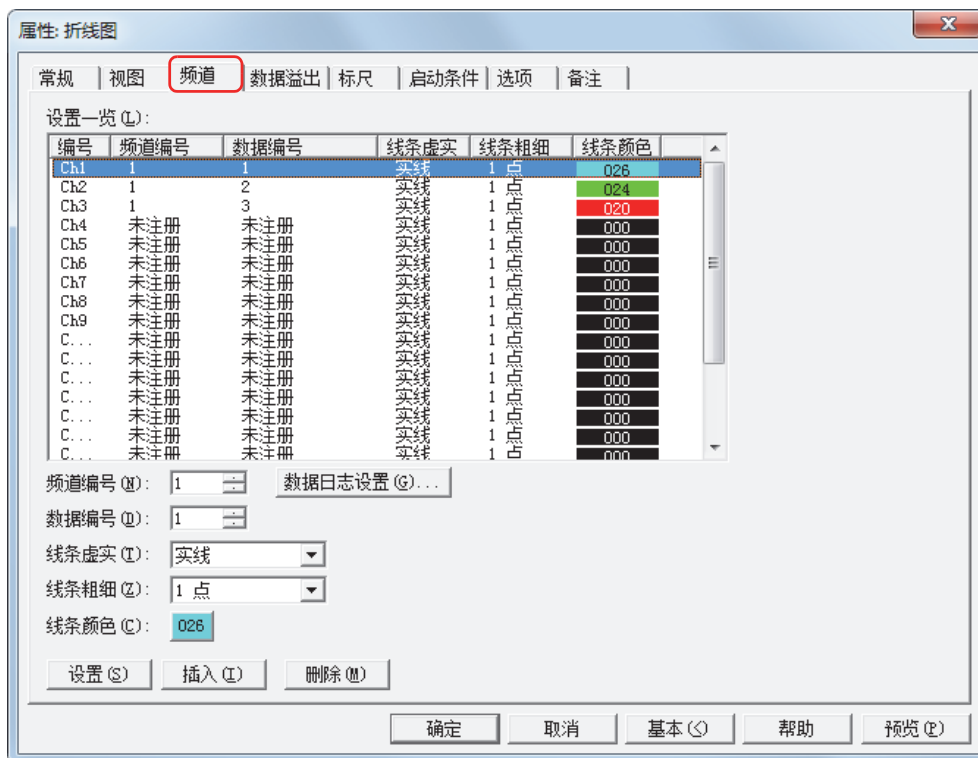 属性: 折线图
常规 视图 频道 数据溢出 标尺 启动条件 选项 备注
设置一览(L):
编号 频道编号 数据编号 线条虚实 线条粗细 线条颜色
Ch1 1 1 实线 1 点 026
Ch2 1 2 实线 1 点 024
Ch3 1 3 实线 1 点 020
Ch4 未注册 未注册 实线 1 点 000
Ch5 未注册 未注册 实线 1 点 000
Ch6 未注册 未注册 实线 1 点 000
Ch7 未注册 未注册 实线 1 点 000
Ch8 未注册 未注册 实线 1 点 000
Ch9 未注册 未注册 实线 1 点 000
C... 未注册 未注册 实线 1 点 000
C... 未注册 未注册 实线 1 点 000
C... 未注册 未注册 实线 1 点 000
C... 未注册 未注册 实线 1 点 000
C... 未注册 未注册 实线 1 点 000
C... 未注册 未注册 实线 1 点 000
C... 未注册 未注册 实线 1 点 000
频道编号(N): 1 数据日志设置(G)...
数据编号(D): 1
线条虚实(T): 实线
线条粗细(Z): 1 点
线条颜色(C): 026
设置(S) 插入(I) 删除(M)
确定 取消 基本(<) 帮助 预览(P)